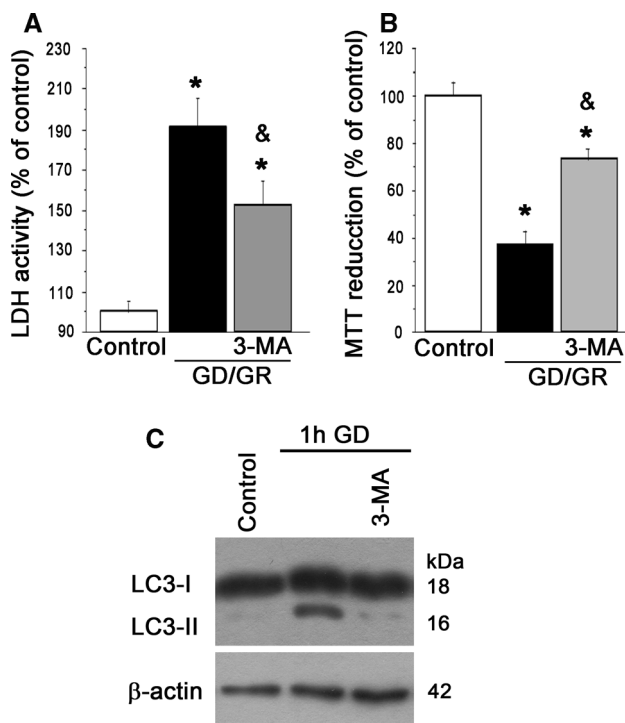 A
LDH activity (% of control)
230
210
190
170
150
130
110
90
*
&
*
Control
3-MA
GD/GR
B
MTT reducction (% of control)
120
100
80
60
40
20
0
*
&
*
Control
3-MA
GD/GR
C
1h GD
Control
3-MA
kDa
LC3-I 18
LC3-II 16
β-actin 42